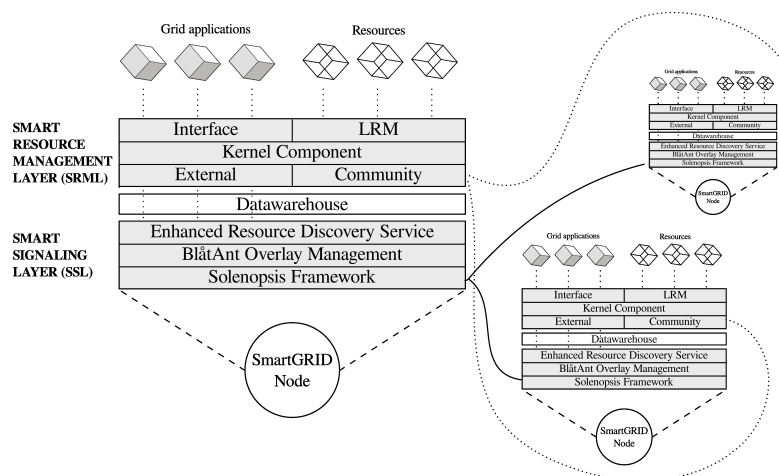 Grid applications
Resources
SMART
RESOURCE
MANAGEMENT
LAYER (SRML)
Interface
LRM
Kernel Component
External
Community
Datawarehouse
SMART
SIGNALING
LAYER (SSL)
Enhanced Resource Discovery Service
BlåtAnt Overlay Management
Solenopsis Framework
SmartGRID
Node
Grid applications
Resources
Interface
LRM
Kernel Component
External
Community
Datawarehouse
Enhanced Resource Discovery Service
BlåtAnt Overlay Management
Solenopsis Framework
SmartGRID
Node
Grid applications
Resources
Interface
LRM
Kernel Component
External
Community
Datawarehouse
Enhanced Resource Discovery Service
BlåtAnt Overlay Management
Solenopsis Framework
SmartGRID
Node